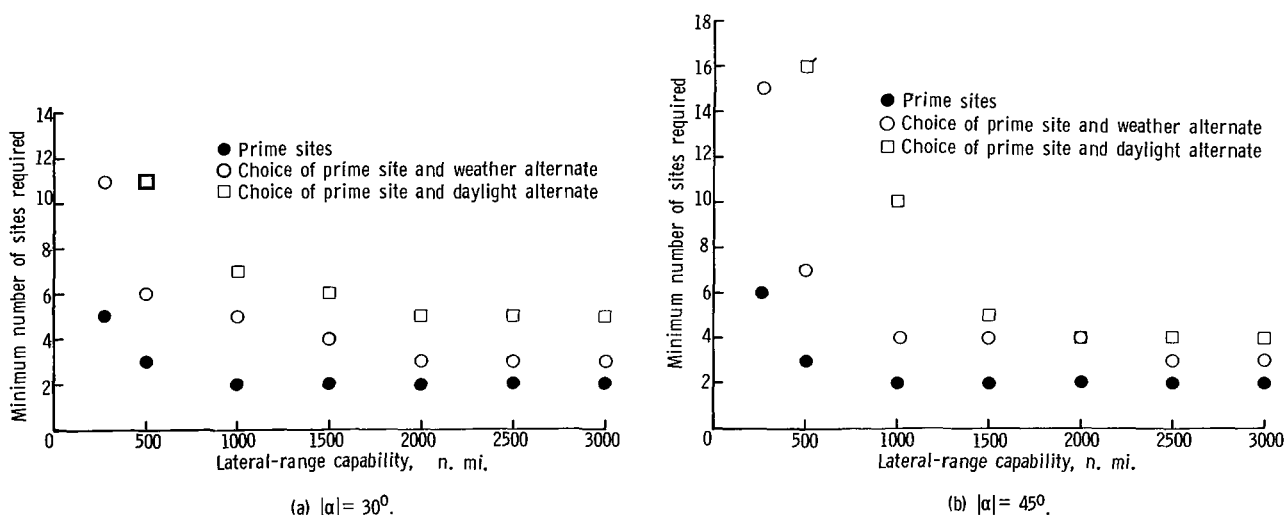 Minimum number of sites required
14
12
10
8
6
4
2
0
500
1000
1500
2000
2500
3000
Lateral-range capability, n. mi.
Prime sites
Choice of prime site and weather alternate
Choice of prime site and daylight alternate
(a) |α|= 30⁰.
Minimum number of sites required
18
16
14
12
10
8
6
4
2
0
500
1000
1500
2000
2500
3000
Lateral-range capability, n. mi.
Prime sites
Choice of prime site and weather alternate
Choice of prime site and daylight alternate
(b) |α|= 45⁰.